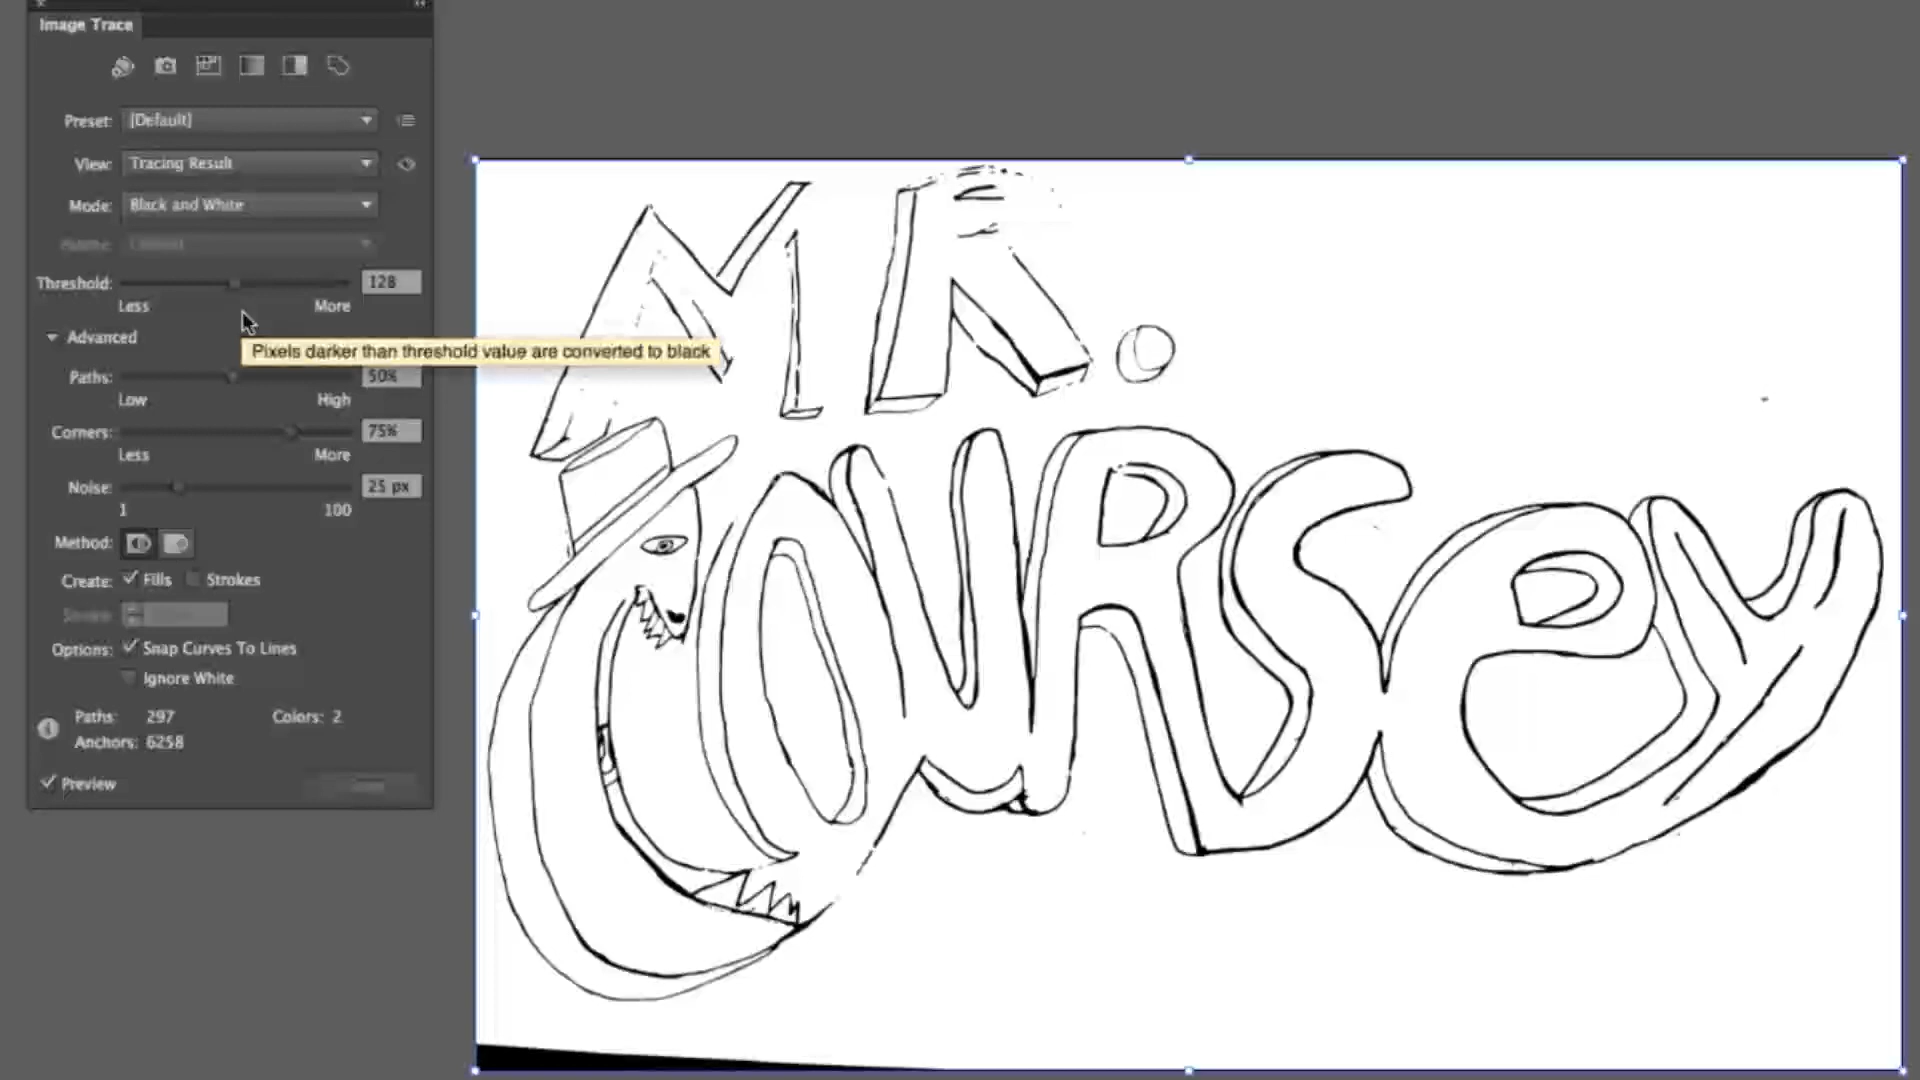 Image Trace
Preset: [Default]
View: Tracing Result
Mode: Black and White
Threshold: 128
Less More
Advanced
Pixels darker than threshold value are converted to black
Paths: 50%
Low High
Corners: 75%
Less More
Noise: 25 px
1 100
Method:
Create: Fills Strokes
Options: Snap Curves To Lines
Ignore White
Paths: 297 Colors: 2
Anchors: 6258
Preview
MR.
COURSey